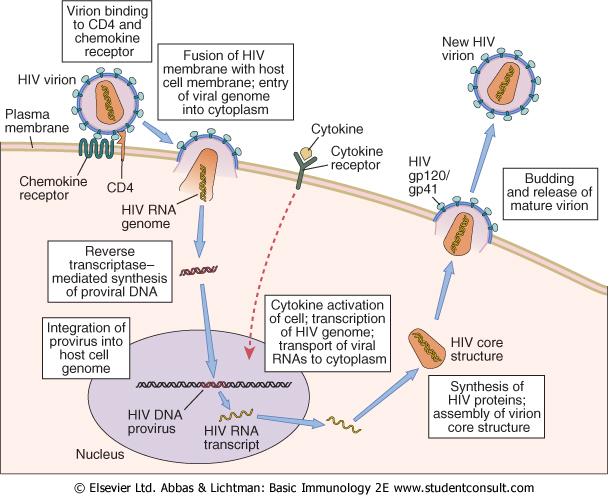 Virion binding
to CD4 and
chemokine
receptor
HIV virion
Plasma
membrane
Chemokine
receptor
CD4
Fusion of HIV
membrane with host
cell membrane; entry
of viral genome
into cytoplasm
HIV RNA
genome
Cytokine
Cytokine
receptor
New HIV
virion
HIV
gp120/
gp41
Budding
and release of
mature virion
Reverse
transcriptase–
mediated synthesis
of proviral DNA
Integration of
provirus into
host cell
genome
Cytokine activation
of cell; transcription
of HIV genome;
transport of viral
RNAs to cytoplasm
HIV core
structure
Synthesis of
HIV proteins;
assembly of virion
core structure
HIV DNA
provirus
HIV RNA
transcript
Nucleus
© Elsevier Ltd. Abbas & Lichtman: Basic Immunology 2E www.studentconsult.com